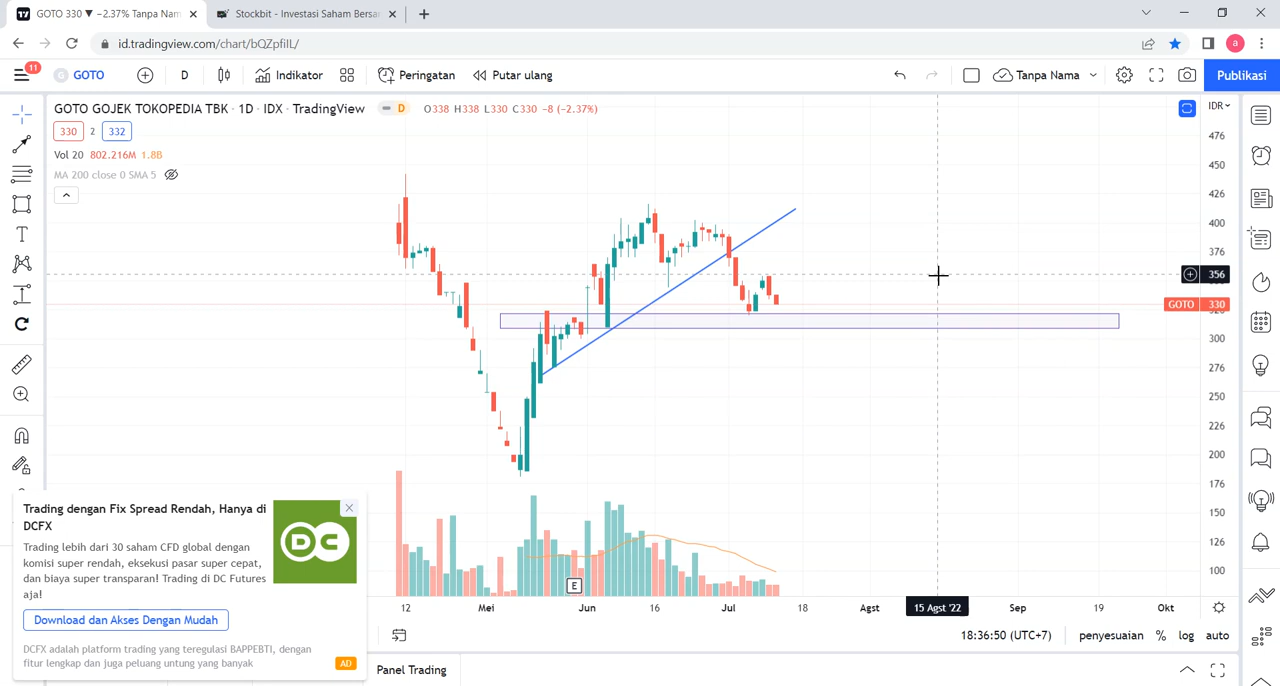 GOTO 330 ▼ −2.37% Tanpa Nam
Stockbit - Investasi Saham Bersan
id.tradingview.com/chart/bQZpfiIL/
a
11
G
GOTO
D
Indikator
Peringatan
Putar ulang
Tanpa Nama
Publikasi
GOTO GOJEK TOKOPEDIA TBK · 1D · IDX · TradingView
D
O338 H338 L330 C330 −8 (−2.37%)
IDR
330
2
332
Vol 20 802.216M 1.8B
MA 200 close 0 SMA 5
476
450
426
400
376
356
GOTO 330
300
276
250
226
200
176
150
126
100
T
E
12
Mei
Jun
16
Jul
18
Agst
15 Agst '22
Sep
19
Okt
18:36:50 (UTC+7)
penyesuaian
%
log
auto
Panel Trading
Trading dengan Fix Spread Rendah, Hanya di
DCFX
Trading lebih dari 30 saham CFD global dengan
komisi super rendah, eksekusi pasar super cepat,
dan biaya super transparan! Trading di DC Futures
aja!
DC
Download dan Akses Dengan Mudah
DCFX adalah platform trading yang teregulasi BAPPEBTI, dengan
fitur lengkap dan juga peluang untung yang banyak
AD